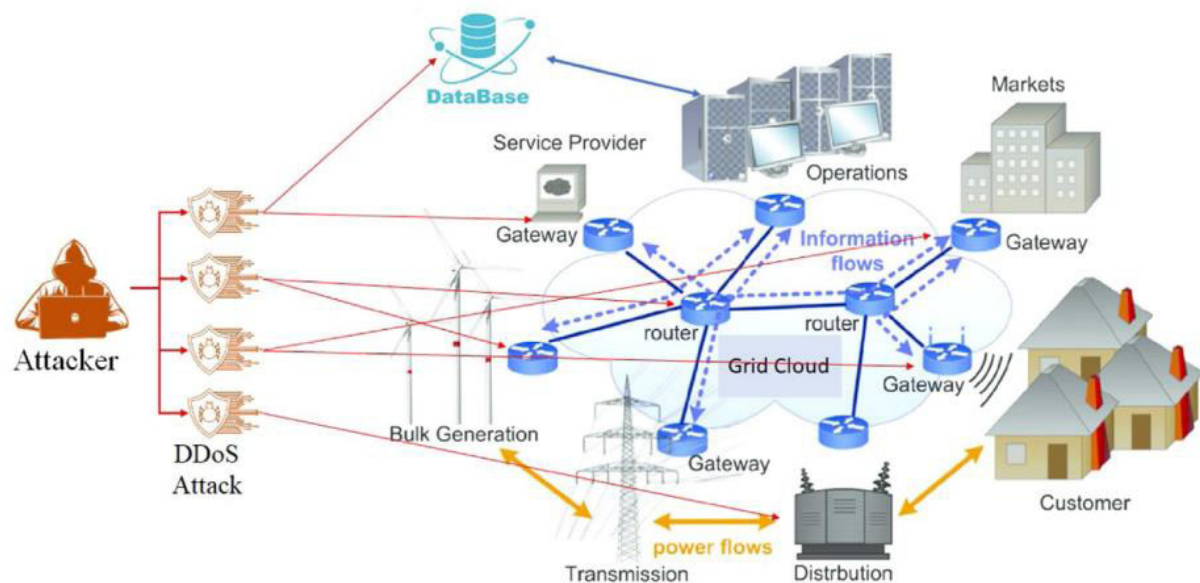 DataBase
Markets
Service Provider
Operations
Gateway
Information
flows
Gateway
router
router
Attacker
Grid Cloud
Gateway
Bulk Generation
Gateway
DDoS
Attack
Customer
power flows
Transmission
Distrbution